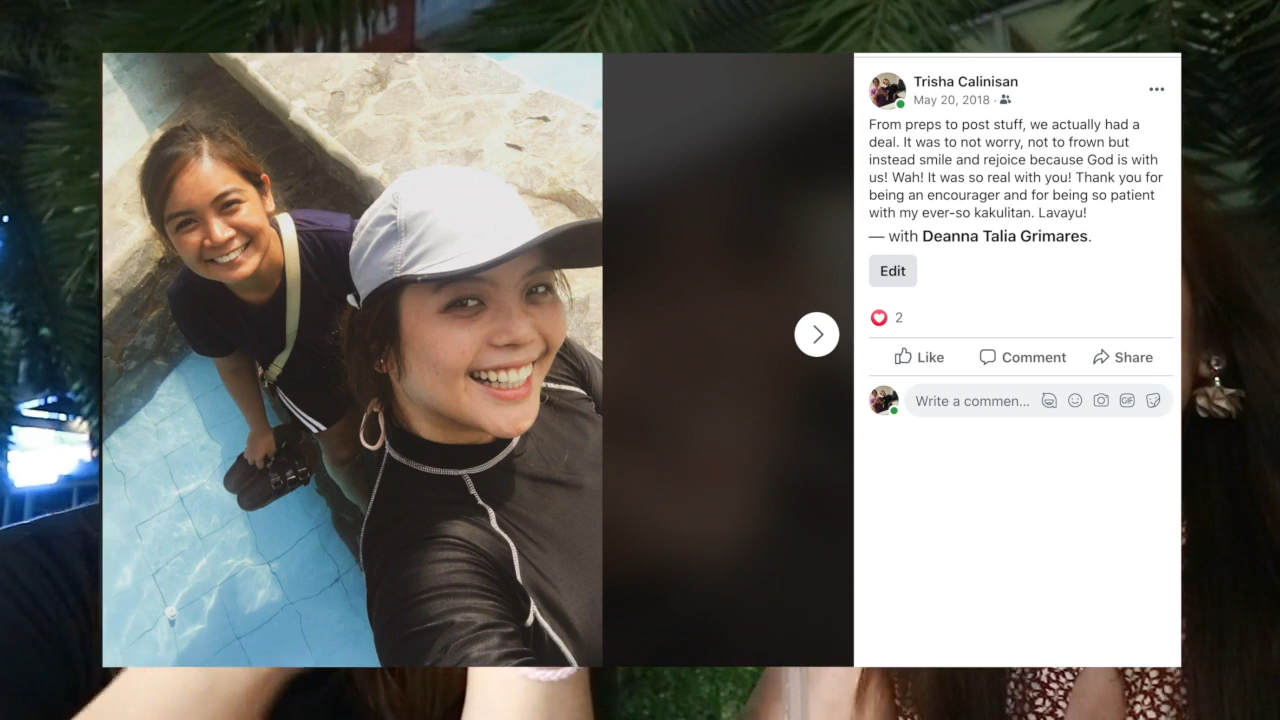 Trisha Calinisan
May 20, 2018 ·
From preps to post stuff, we actually had a
deal. It was to not worry, not to frown but
instead smile and rejoice because God is with
us! Wah! It was so real with you! Thank you for
being an encourager and for being so patient
with my ever-so kakulitan. Lavayu!
— with Deanna Talia Grimares.
Edit
2
Like Comment Share
Write a commen... GIF